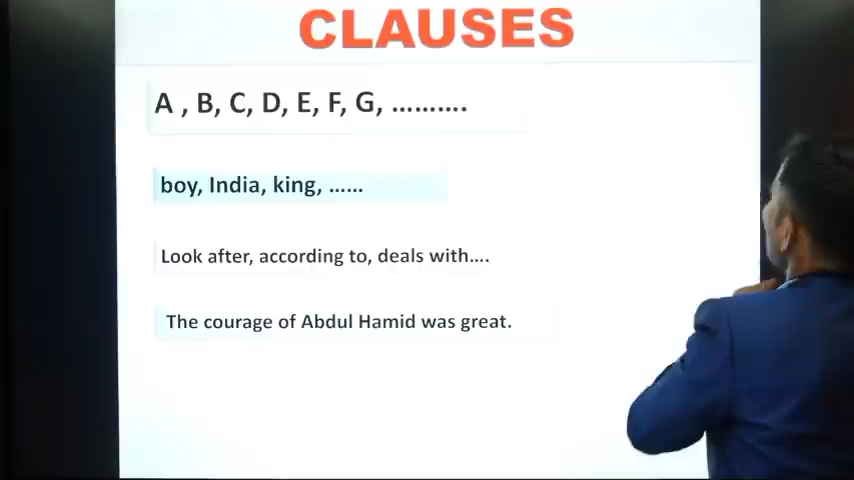 CLAUSES
A , B, C, D, E, F, G, ..........
boy, India, king, ......
Look after, according to, deals with....
The courage of Abdul Hamid was great.